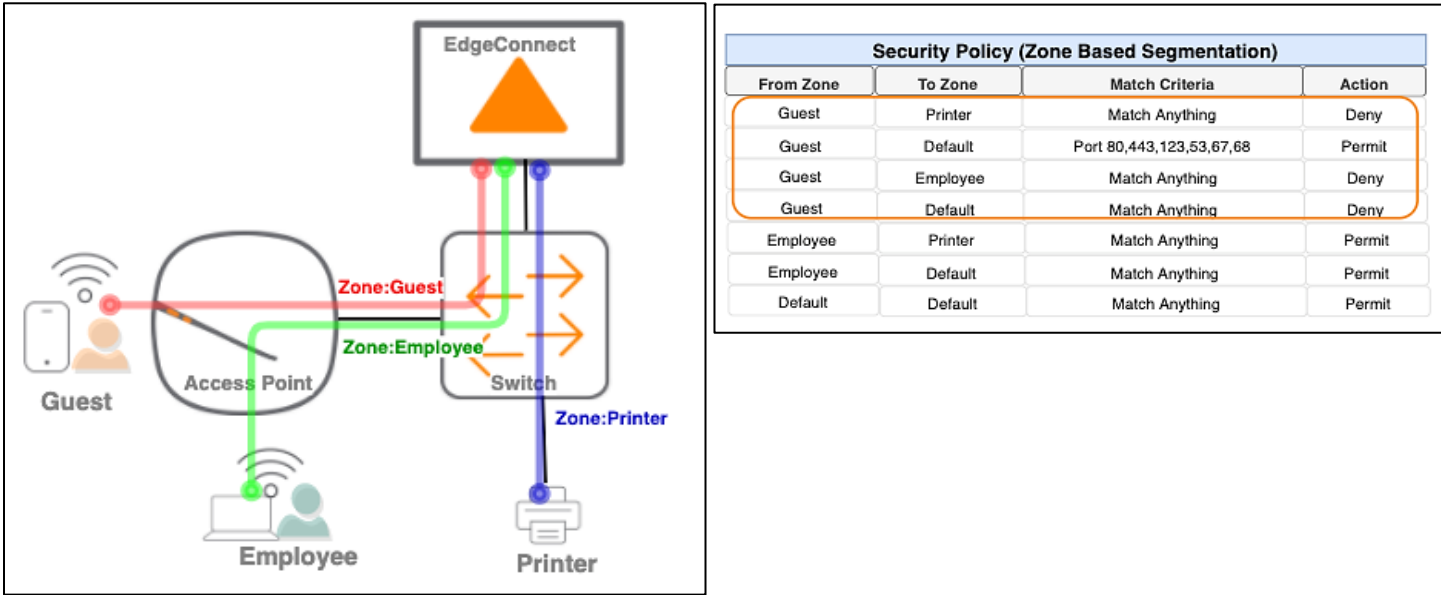 EdgeConnect
Zone:Guest
Zone:Employee
Access Point
Switch
Guest
Zone:Printer
Employee
Printer
Security Policy (Zone Based Segmentation)
From Zone To Zone Match Criteria Action
Guest Printer Match Anything Deny
Guest Default Port 80,443,123,53,67,68 Permit
Guest Employee Match Anything Deny
Guest Default Match Anything Deny
Employee Printer Match Anything Permit
Employee Default Match Anything Permit
Default Default Match Anything Permit